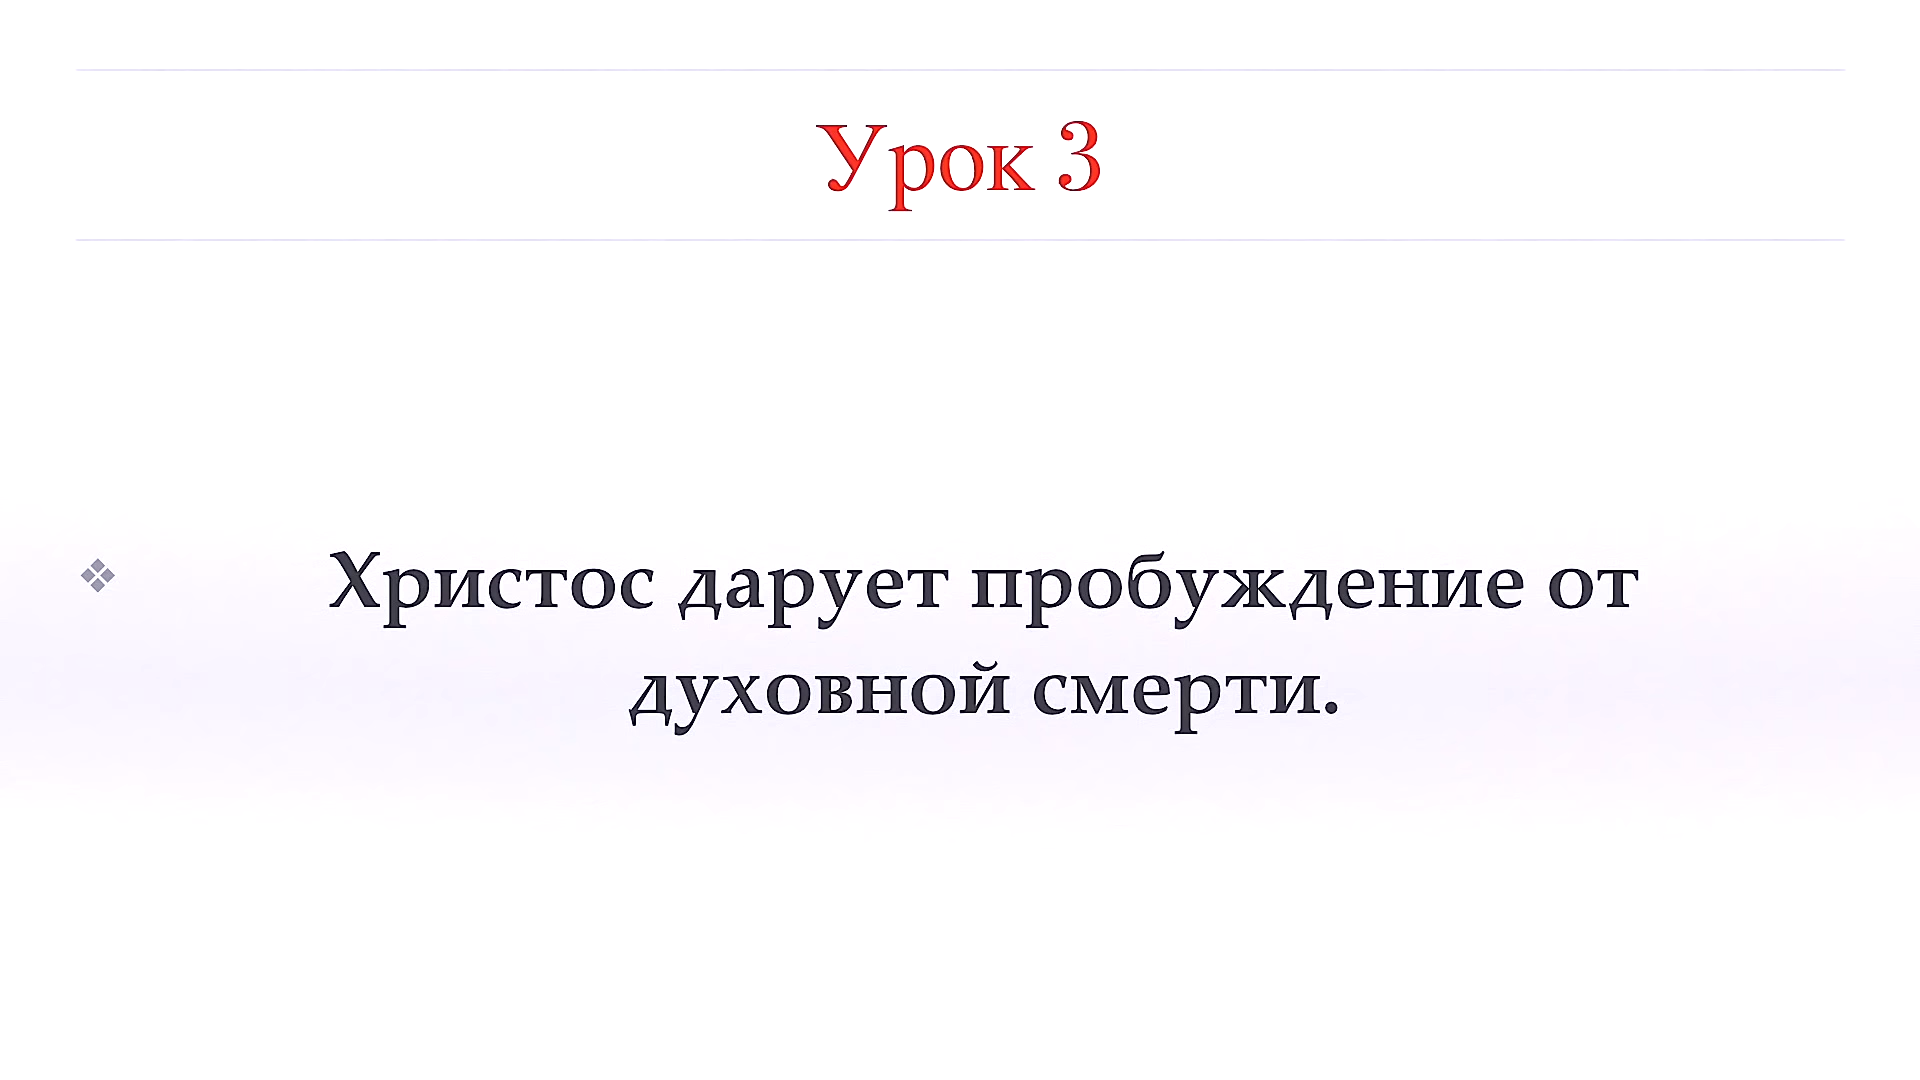 Урок 3
❖ Христос дарует пробуждение от
духовной смерти.